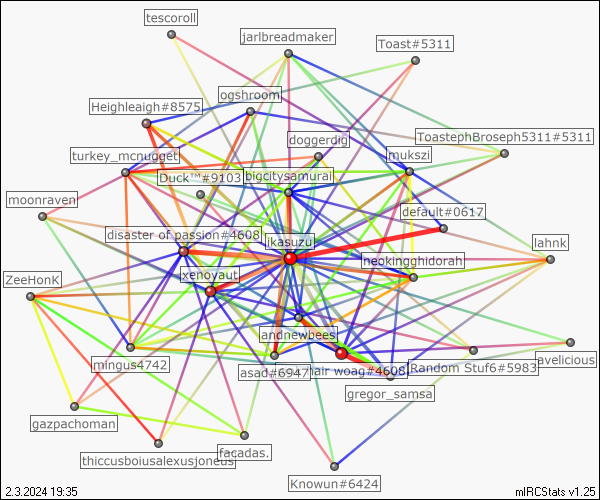 tescoroll
jarlbreadmaker
Toast#5311
ogshroom
Heighleigh#8575
ToastephBroseph5311#5311
doggerdig
turkey_mcnugget
mukszi
Duck™#9103
bigcitysamurai
moonraven
default#0617
disaster of passion#4608
ikasuzu
lahnk
heokingghidorah
xenoyaut
ZeeHonK
andnewbees
mingus4742
asad#6947
hair woag#4608
Random Stuf6#5983
avelicious
gregor_samsa
gazpachoman
thiccusboiusalexusjoneus
facadas.
Knowun#6424
2.3.2024 19:35
mIRCStats v1.25